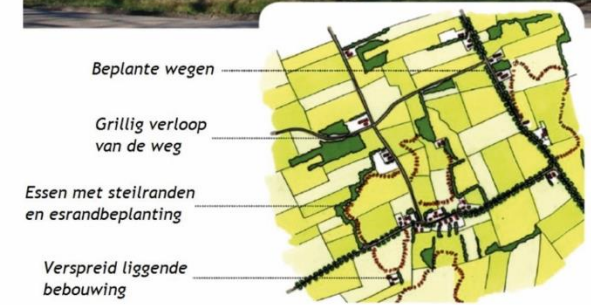 Beplante wegen
Grillig verloop
van de weg
Essen met steilranden
en esrandbeplanting
Verspreid liggende
bebouwing